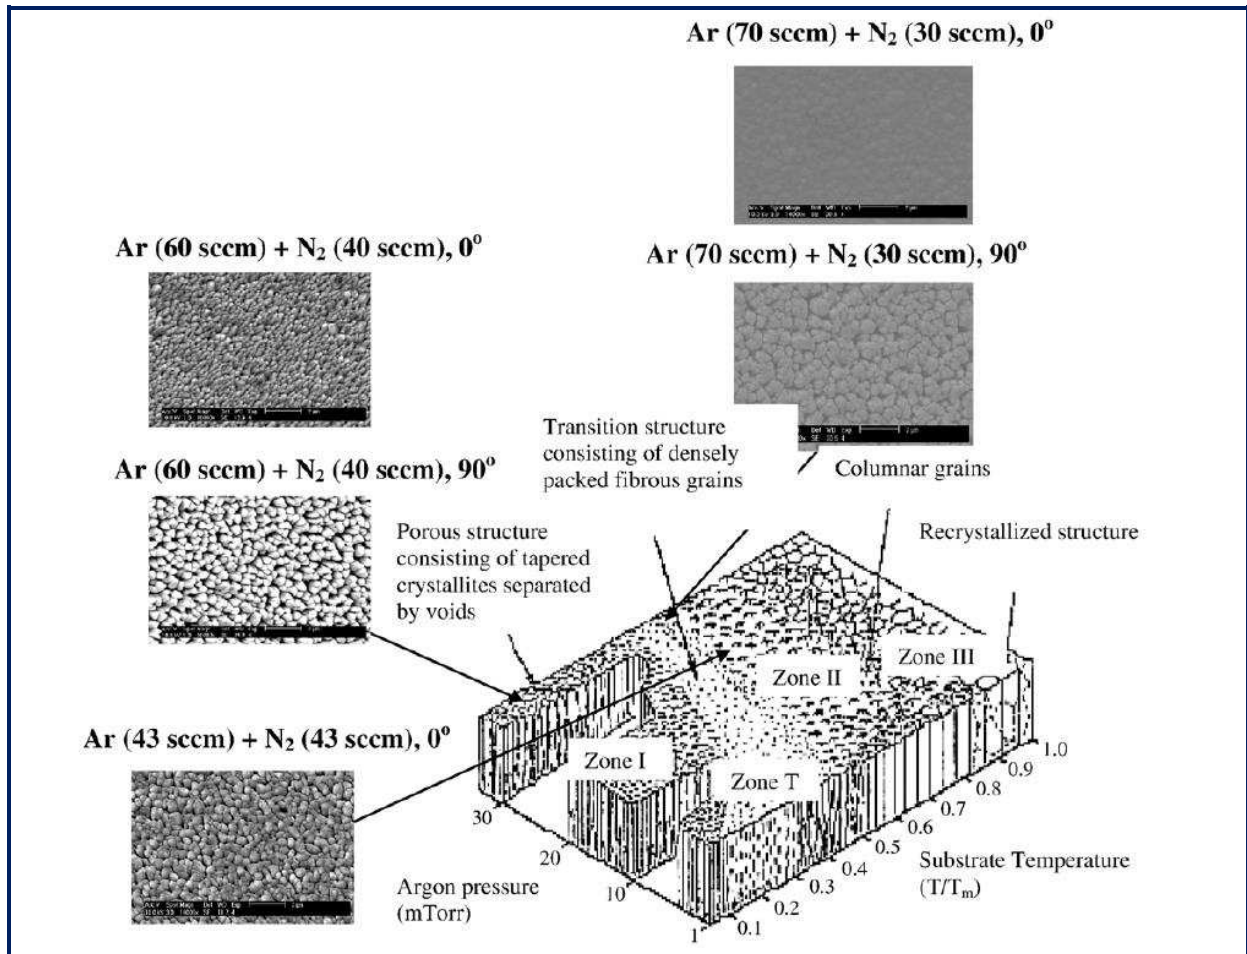 Ar (70 sccm) + N₂ (30 sccm), 0°
Ar (60 sccm) + N₂ (40 sccm), 0°
Ar (70 sccm) + N₂ (30 sccm), 90°
Transition structure
consisting of densely
packed fibrous grains
Columnar grains
Ar (60 sccm) + N₂ (40 sccm), 90°
Porous structure
consisting of tapered
crystallites separated
by voids
Recrystallized structure
Zone III
Zone II
Ar (43 sccm) + N₂ (43 sccm), 0°
Zone I
Zone T
30
20
10
1
Argon pressure
(mTorr)
0.1
0.2
0.3
0.4
0.5
0.6
0.7
0.8
0.9
1.0
Substrate Temperature
(T/Tₘ)